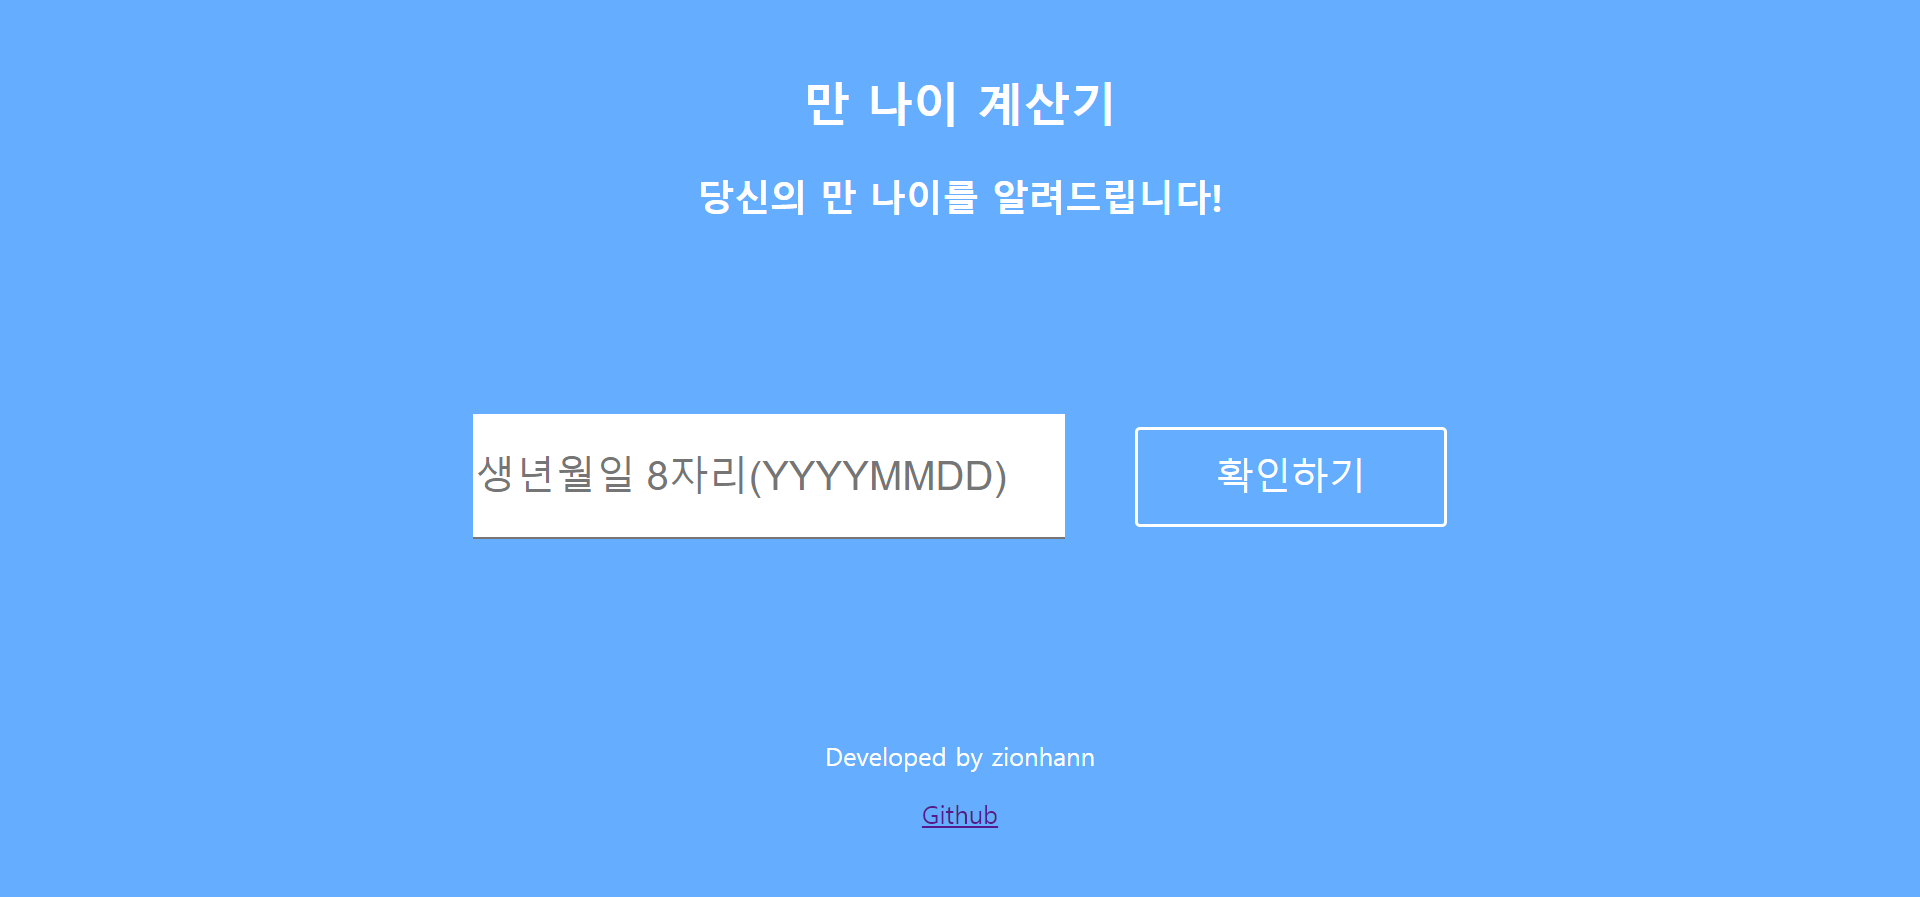 만 나이 계산기
당신의 만 나이를 알려드립니다!
생년월일 8자리(YYYYMMDD)
확인하기
Developed by zionhann
Github